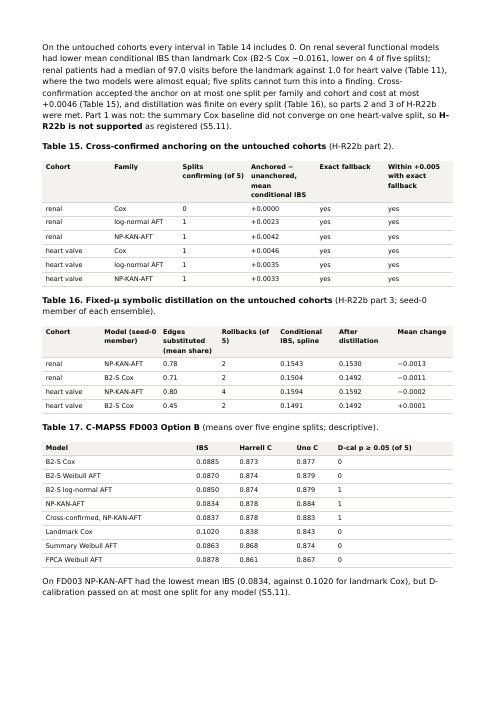 On the untouched cohorts every interval in Table 14 includes 0. On renal several functional models
had lower mean conditional IBS than landmark Cox (B2-S Cox −0.0161, lower on 4 of five splits);
renal patients had a median of 97.0 visits before the landmark against 1.0 for heart valve (Table 11),
where the two models were almost equal; five splits cannot turn this into a finding. Cross-
confirmation accepted the anchor on at most one split per family and cohort and cost at most
+0.0046 (Table 15), and distillation was finite on every split (Table 16), so parts 2 and 3 of H-R22b
were met. Part 1 was not: the summary Cox baseline did not converge on one heart-valve split, so H-
R22b is not supported as registered (S5.11).
Table 15. Cross-confirmed anchoring on the untouched cohorts (H-R22b part 2).
Cohort Family Splits confirming (of 5) Anchored − unanchored, mean conditional IBS Exact fallback Within +0.005 with exact fallback
renal Cox 0 +0.0000 yes yes
renal log-normal AFT 1 +0.0023 yes yes
renal NP-KAN-AFT 1 +0.0042 yes yes
heart valve Cox 1 +0.0046 yes yes
heart valve log-normal AFT 1 +0.0035 yes yes
heart valve NP-KAN-AFT 1 +0.0033 yes yes
Table 16. Fixed-μ symbolic distillation on the untouched cohorts (H-R22b part 3; seed-0
member of each ensemble).
Cohort Model (seed-0 member) Edges substituted (mean share) Rollbacks (of 5) Conditional IBS, spline After distillation Mean change
renal NP-KAN-AFT 0.78 2 0.1543 0.1530 −0.0013
renal B2-S Cox 0.71 2 0.1504 0.1492 −0.0011
heart valve NP-KAN-AFT 0.80 4 0.1594 0.1592 −0.0002
heart valve B2-S Cox 0.45 2 0.1491 0.1492 +0.0001
Table 17. C-MAPSS FD003 Option B (means over five engine splits; descriptive).
Model IBS Harrell C Uno C D-cal p ≥ 0.05 (of 5)
B2-S Cox 0.0885 0.873 0.877 0
B2-S Weibull AFT 0.0870 0.874 0.879 0
B2-S log-normal AFT 0.0850 0.874 0.879 1
NP-KAN-AFT 0.0834 0.878 0.884 1
Cross-confirmed, NP-KAN-AFT 0.0837 0.878 0.883 1
Landmark Cox 0.1020 0.838 0.843 0
Summary Weibull AFT 0.0863 0.868 0.874 0
FPCA Weibull AFT 0.0878 0.861 0.867 0
On FD003 NP-KAN-AFT had the lowest mean IBS (0.0834, against 0.1020 for landmark Cox), but D-
calibration passed on at most one split for any model (S5.11).